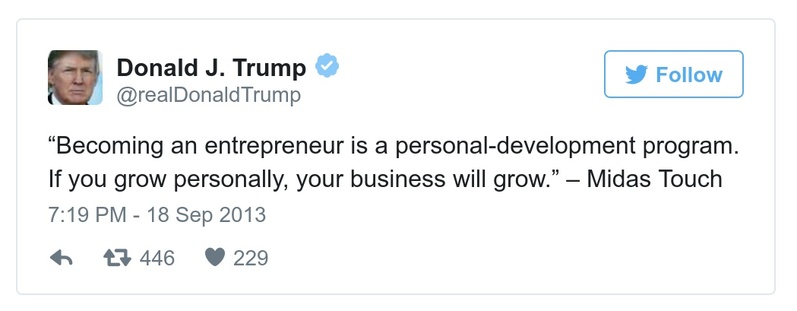 Donald J. Trump
@realDonaldTrump
Follow
“Becoming an entrepreneur is a personal-development program.
If you grow personally, your business will grow.” – Midas Touch
7:19 PM - 18 Sep 2013
446 229